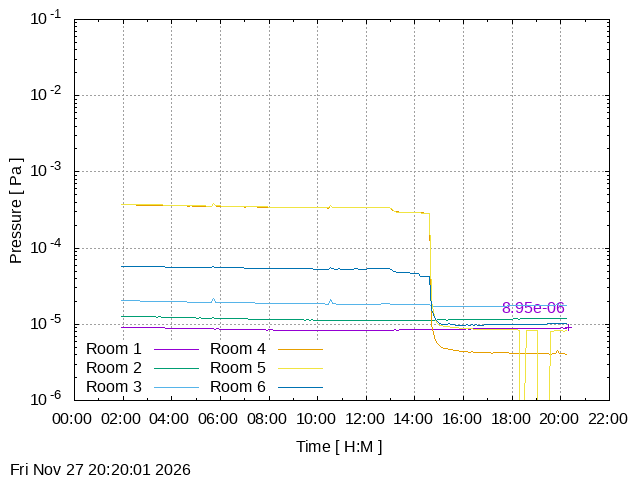 10^-1
10^-2
10^-3
10^-4
10^-5
10^-6
Pressure [ Pa ]
8.95e-06
Room 1 Room 4
Room 2 Room 5
Room 3 Room 6
00:00 02:00 04:00 06:00 08:00 10:00 12:00 14:00 16:00 18:00 20:00 22:00
Time [ H:M ]
Fri Nov 27 20:20:01 2026